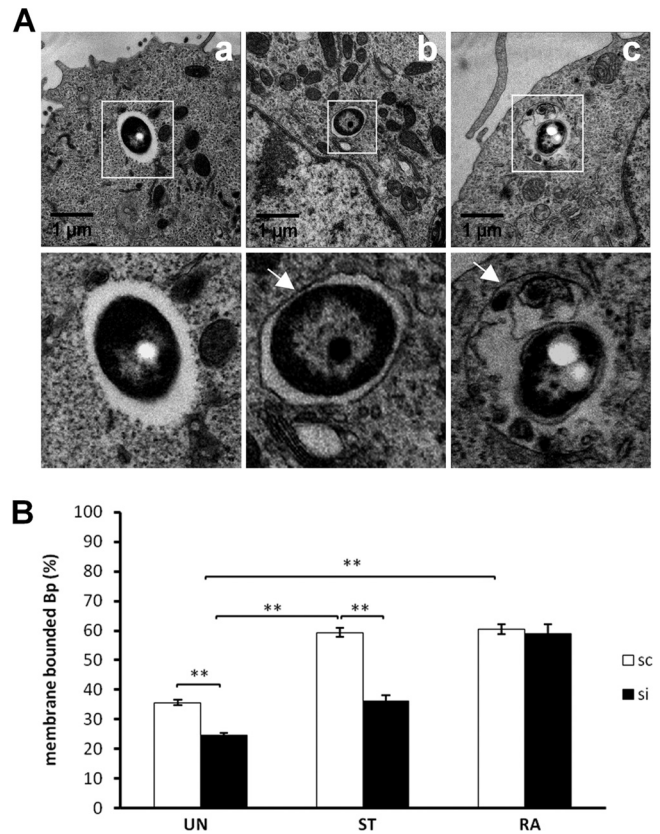 A
a
b
c
1 µm
1 µm
1 µm
B
membrane bounded Bp (%)
100
90
80
70
60
50
40
30
20
10
0
**
**
**
**
sc
si
UN
ST
RA